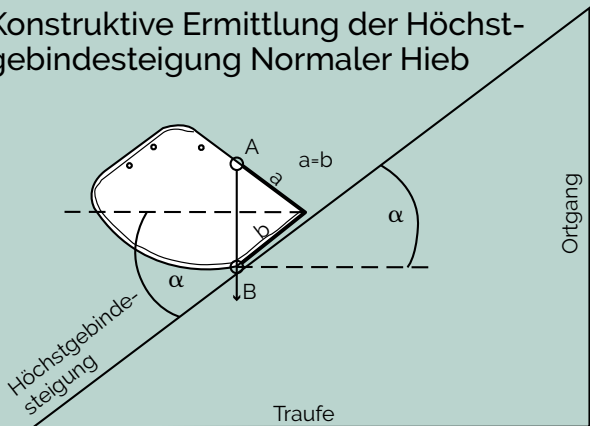 Konstruktive Ermittlung der Höchst-
gebindesteigung Normaler Hieb
A
a=b
a
b
α
α
B
Ortgang
Höchstgebinde-
steigung
Traufe